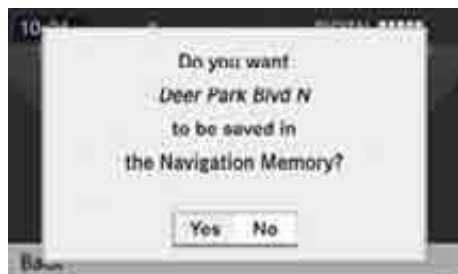 Do you want
Deer Park Blvd N
to be saved in
the Navigation Memory?
Yes No